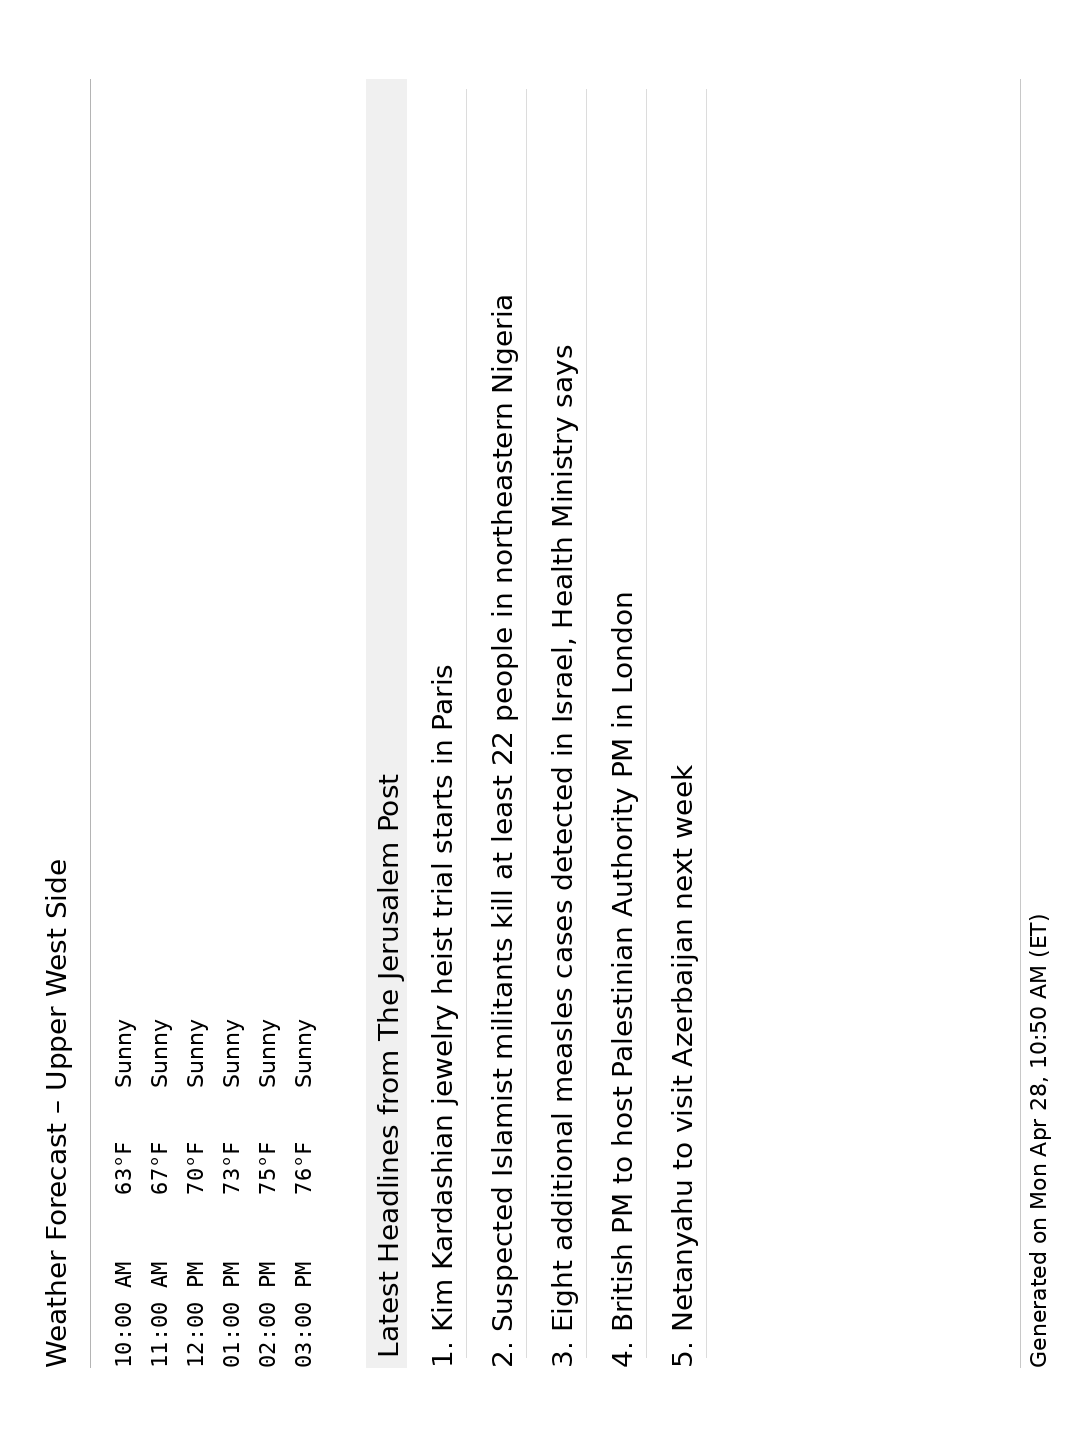 Weather Forecast – Upper West Side
10:00 AM 63°F Sunny
11:00 AM 67°F Sunny
12:00 PM 70°F Sunny
01:00 PM 73°F Sunny
02:00 PM 75°F Sunny
03:00 PM 76°F Sunny
Latest Headlines from The Jerusalem Post
1. Kim Kardashian jewelry heist trial starts in Paris
2. Suspected Islamist militants kill at least 22 people in northeastern Nigeria
3. Eight additional measles cases detected in Israel, Health Ministry says
4. British PM to host Palestinian Authority PM in London
5. Netanyahu to visit Azerbaijan next week
Generated on Mon Apr 28, 10:50 AM (ET)